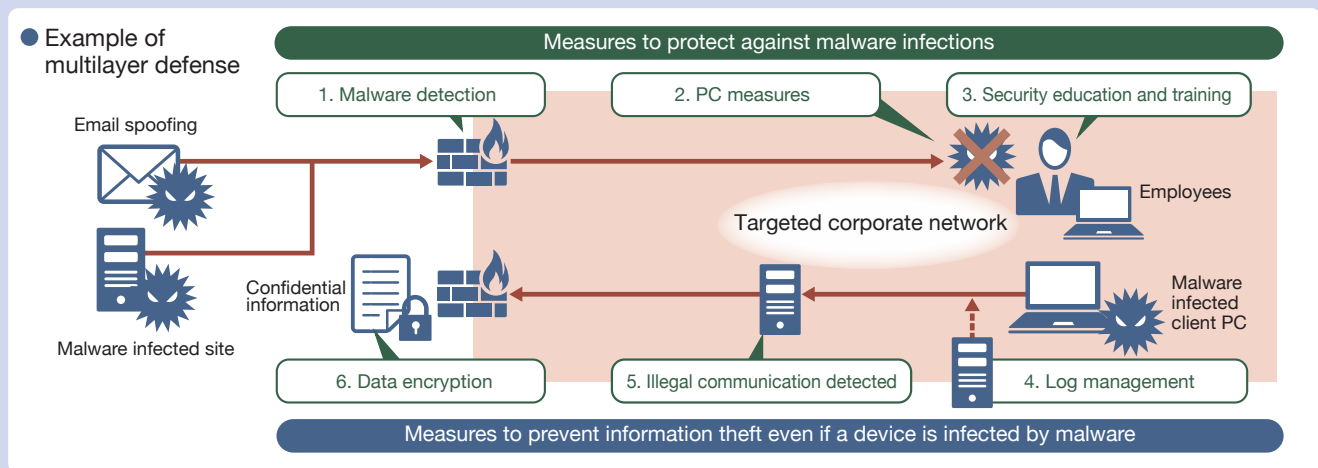 Example of
multilayer defense
Measures to protect against malware infections
1. Malware detection
2. PC measures
3. Security education and training
Email spoofing
Employees
Targeted corporate network
Confidential
information
Malware
infected
client PC
Malware infected site
6. Data encryption
5. Illegal communication detected
4. Log management
Measures to prevent information theft even if a device is infected by malware